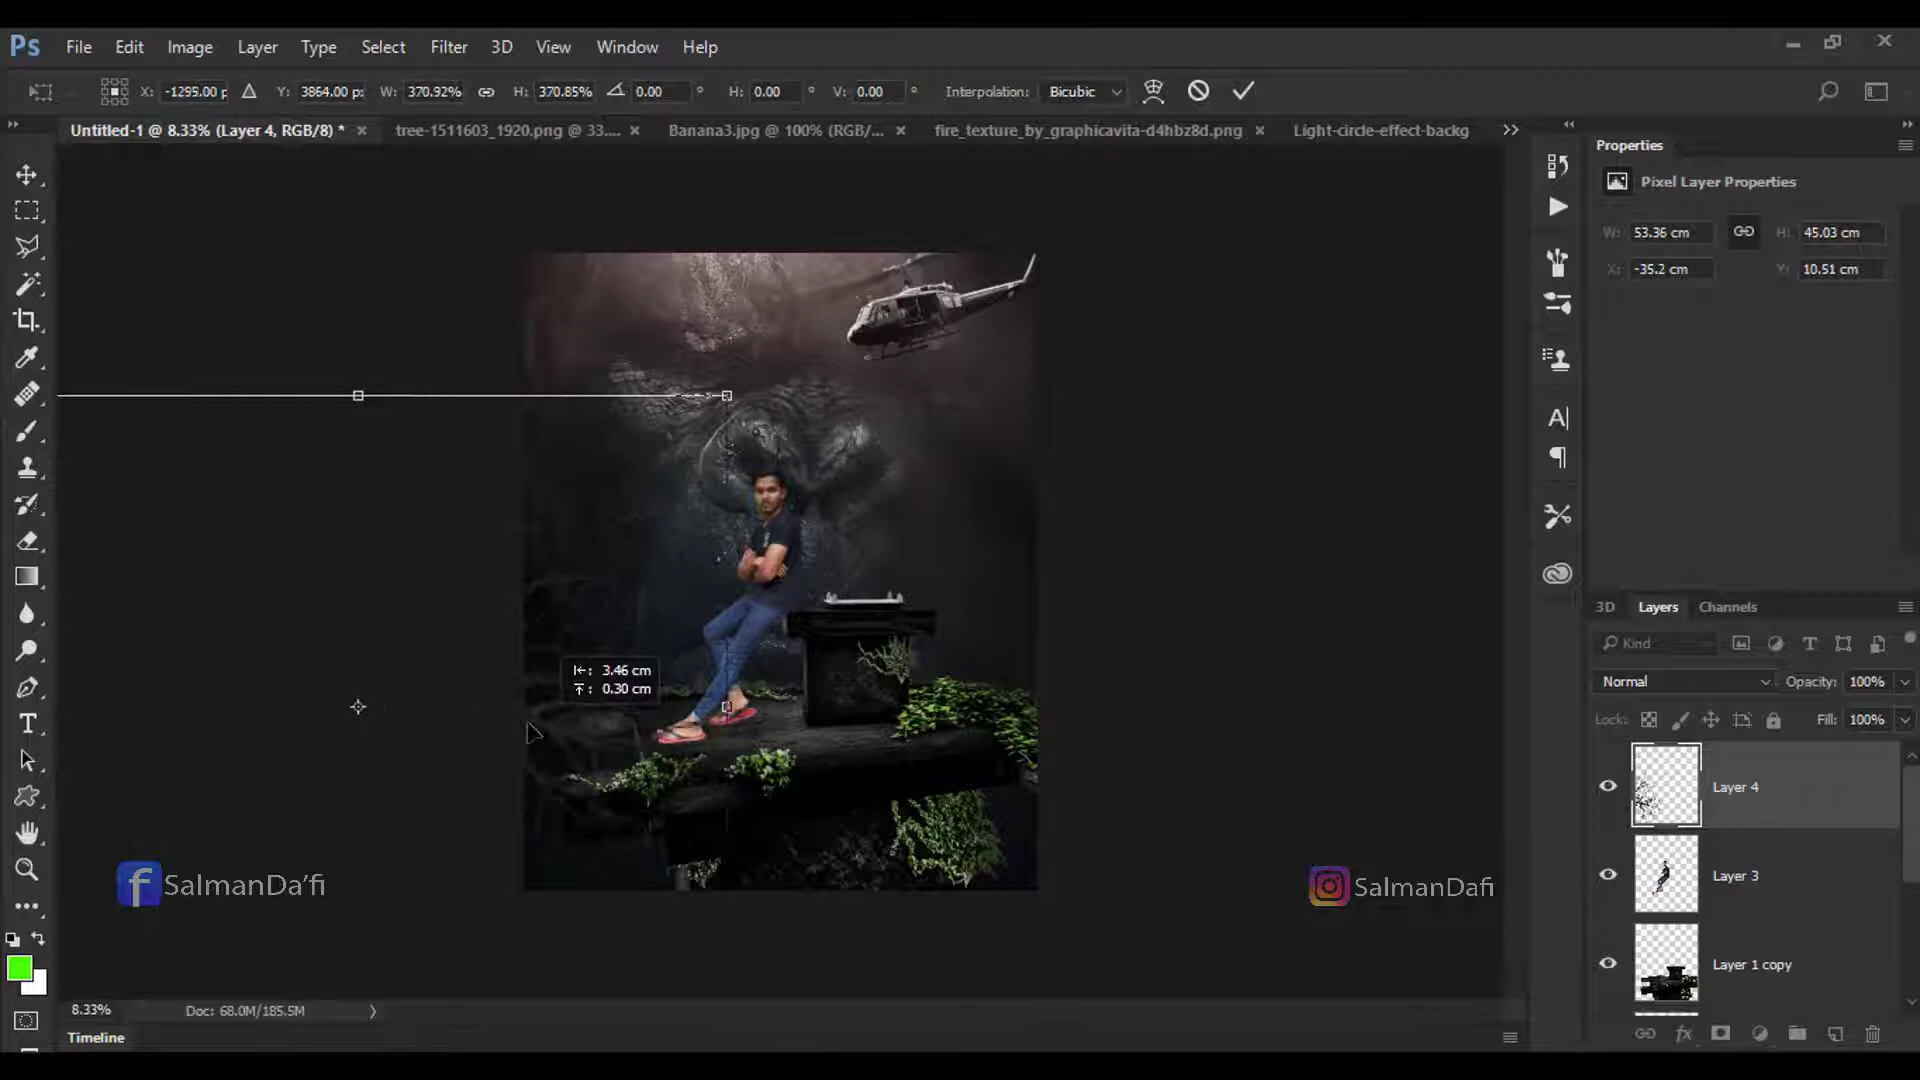 Ps File Edit Image Layer Type Select Filter 3D View Window Help
X: -1295.00 p Y: 3864.00 px W: 370.92% H: 370.85% 0.00 ° H: 0.00 ° V: 0.00 ° Interpolation: Bicubic
Untitled-1 @ 8.33% (Layer 4, RGB/8) * tree-1511603_1920.png @ 33.... Banana3.jpg @ 100% (RGB/... fire_texture_by_graphicavita-d4hbz8d.png Light-circle-effect-backg
Properties
Pixel Layer Properties
W: 53.36 cm H: 45.03 cm
X: -35.2 cm Y: 10.51 cm
3.46 cm
0.30 cm
3D Layers Channels
Kind
Normal Opacity: 100%
Lock: Fill: 100%
Layer 4
Layer 3
Layer 1 copy
SalmanDa'fi
SalmanDafi
8.33% Doc: 68.0M/185.5M
Timeline